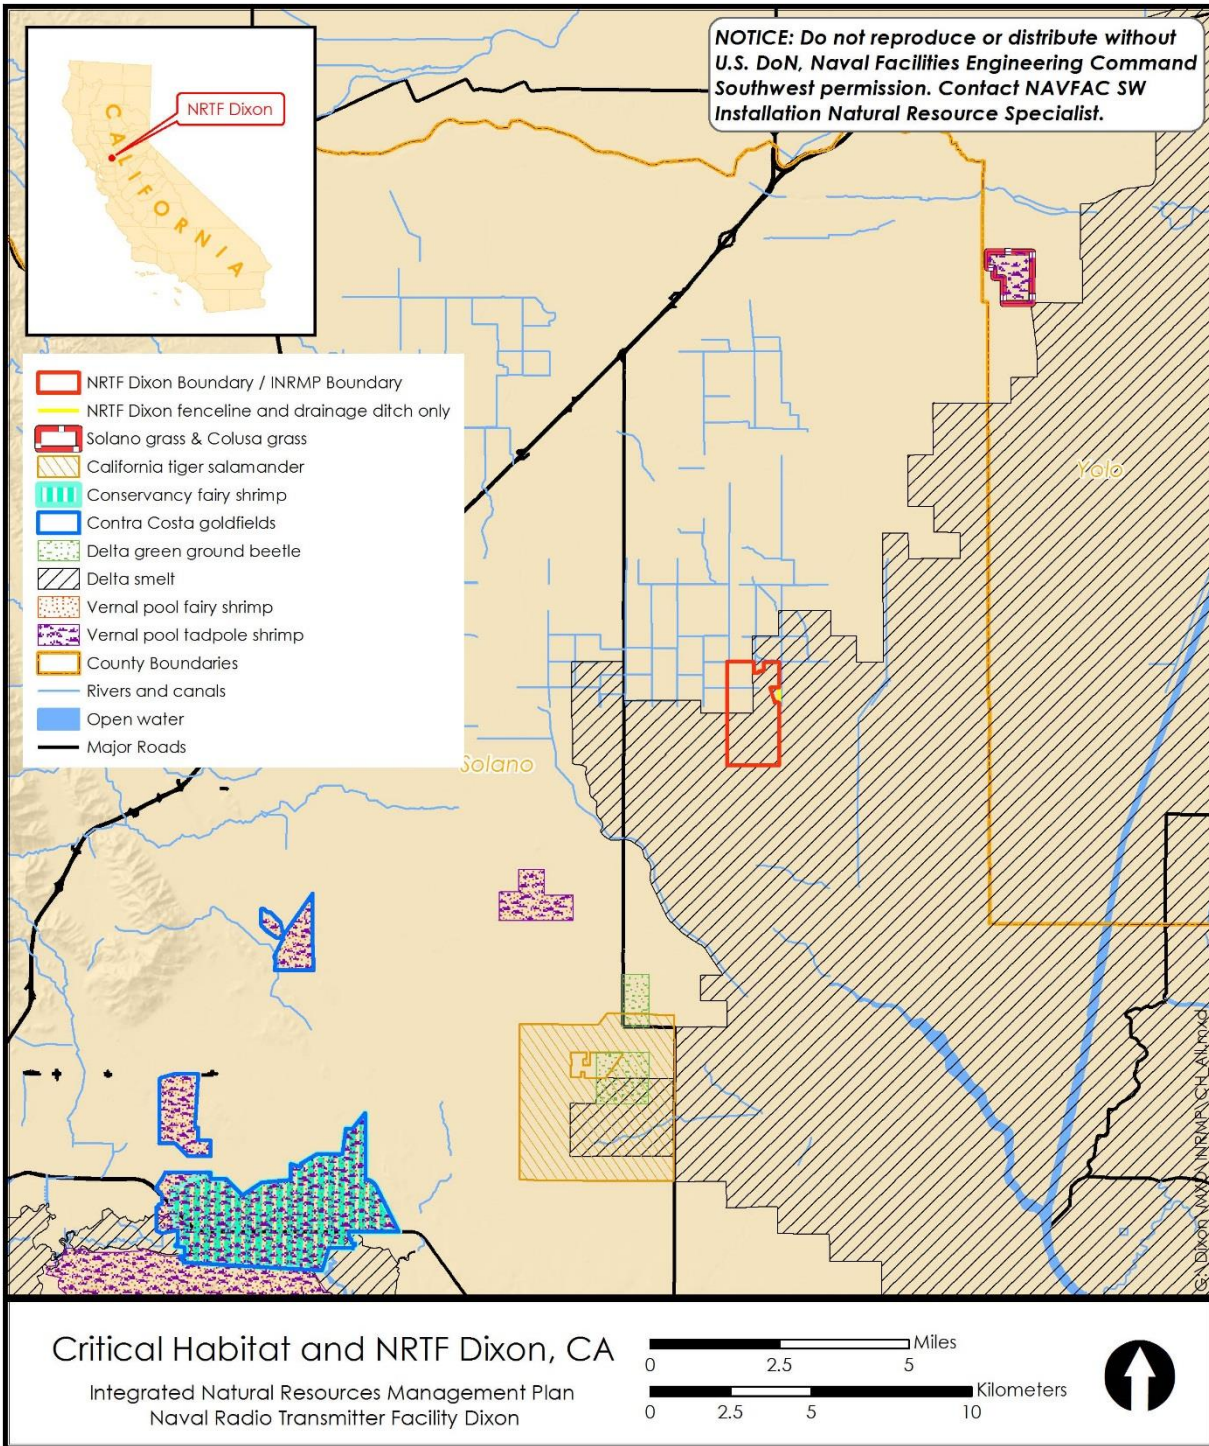 NOTICE: Do not reproduce or distribute without
U.S. DoN, Naval Facilities Engineering Command
Southwest permission. Contact NAVFAC SW
Installation Natural Resource Specialist.
CALIFORNIA
NRTF Dixon
NRTF Dixon Boundary / INRMP Boundary
NRTF Dixon fenceline and drainage ditch only
Solano grass & Colusa grass
California tiger salamander
Conservancy fairy shrimp
Contra Costa goldfields
Delta green ground beetle
Delta smelt
Vernal pool fairy shrimp
Vernal pool tadpole shrimp
County Boundaries
Rivers and canals
Open water
Major Roads
Yolo
Solano
G:\Dixon\MXD\INRMP\CH_All.mxd
Critical Habitat and NRTF Dixon, CA
Integrated Natural Resources Management Plan
Naval Radio Transmitter Facility Dixon
Miles
0 2.5 5
Kilometers
0 2.5 5 10